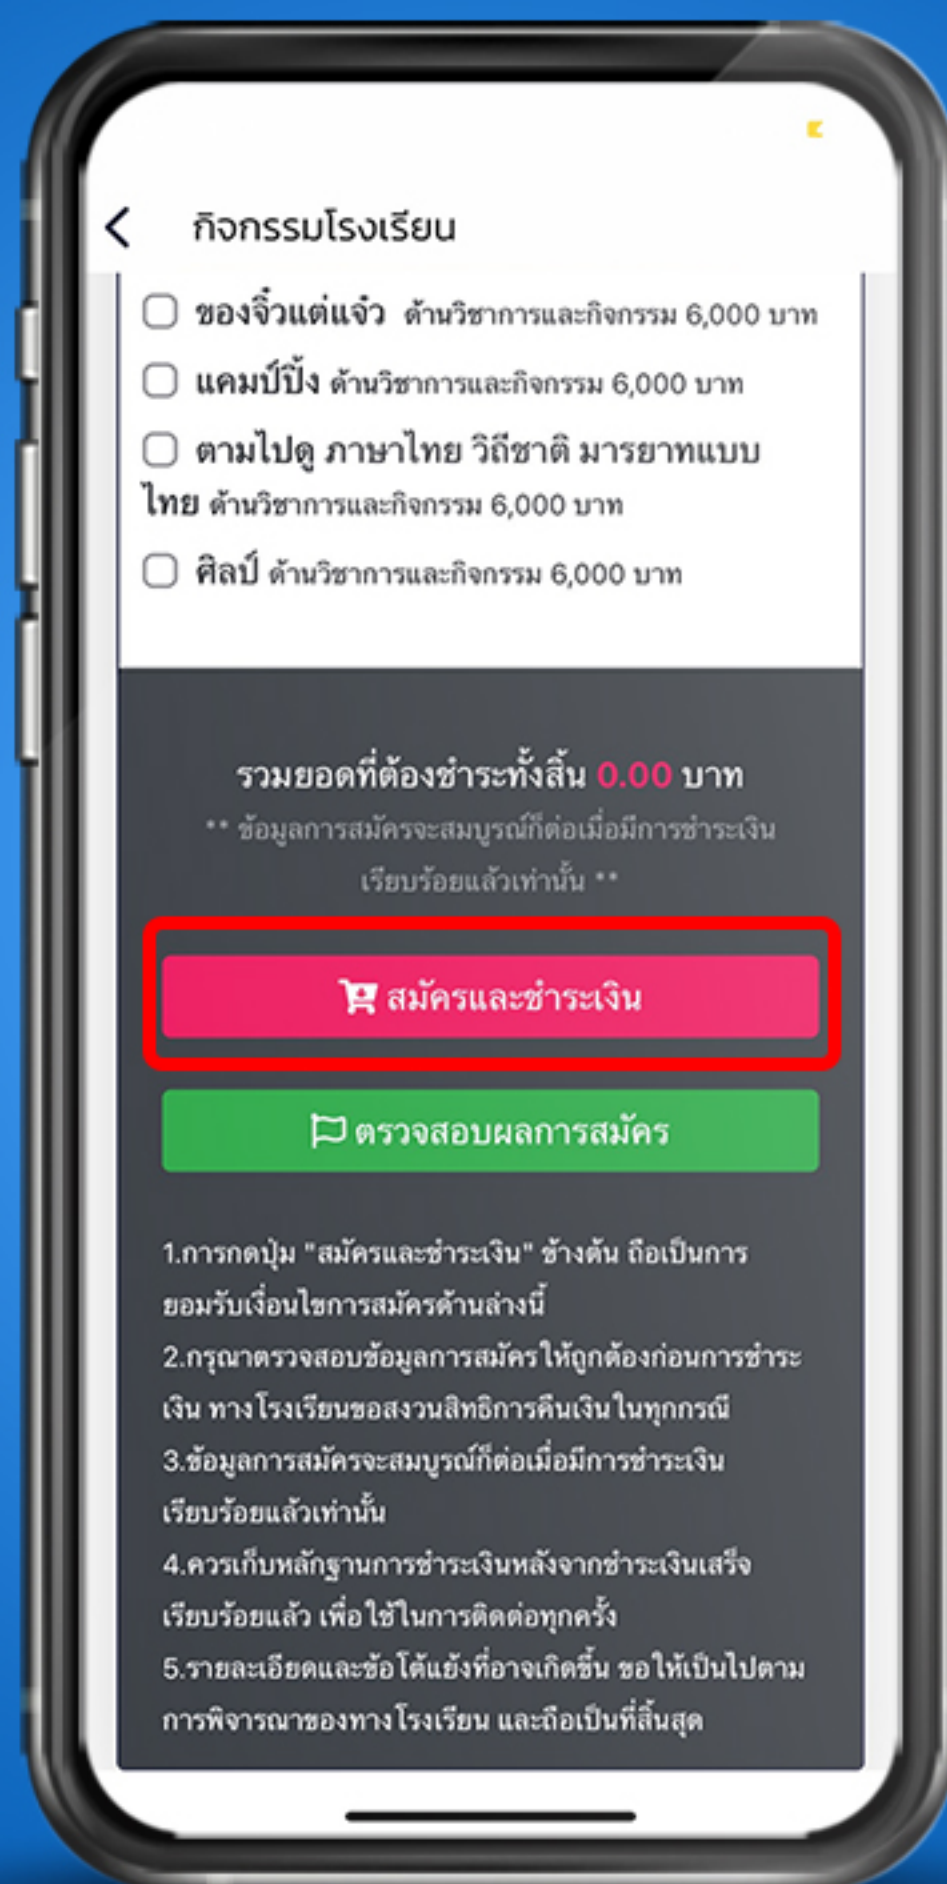 กิจกรรมโรงเรียน
ของจิ๋วแต่แจ๋ว ด้านวิชาการและกิจกรรม 6,000 บาท
แคมป์ปิ้ง ด้านวิชาการและกิจกรรม 6,000 บาท
ตามไปดู ภาษาไทย วิถีชาติ มารยาทแบบ
ไทย ด้านวิชาการและกิจกรรม 6,000 บาท
ศิลป์ ด้านวิชาการและกิจกรรม 6,000 บาท
รวมยอดที่ต้องชำระทั้งสิ้น 0.00 บาท
** ข้อมูลการสมัครจะสมบูรณ์ก็ต่อเมื่อมีการชำระเงิน
เรียบร้อยแล้วเท่านั้น **
สมัครและชำระเงิน
ตรวจสอบผลการสมัคร
1.การกดปุ่ม "สมัครและชำระเงิน" ข้างต้น ถือเป็นการ
ยอมรับเงื่อนไขการสมัครด้านล่างนี้
2.กรุณาตรวจสอบข้อมูลการสมัครให้ถูกต้องก่อนการชำระ
เงิน ทางโรงเรียนขอสงวนสิทธิการคืนเงินในทุกกรณี
3.ข้อมูลการสมัครจะสมบูรณ์ก็ต่อเมื่อมีการชำระเงิน
เรียบร้อยแล้วเท่านั้น
4.ควรเก็บหลักฐานการชำระเงินหลังจากชำระเงินเสร็จ
เรียบร้อยแล้ว เพื่อใช้ในการติดต่อทุกครั้ง
5.รายละเอียดและข้อโต้แย้งที่อาจเกิดขึ้น ขอให้เป็นไปตาม
การพิจารณาของทางโรงเรียน และถือเป็นที่สิ้นสุด